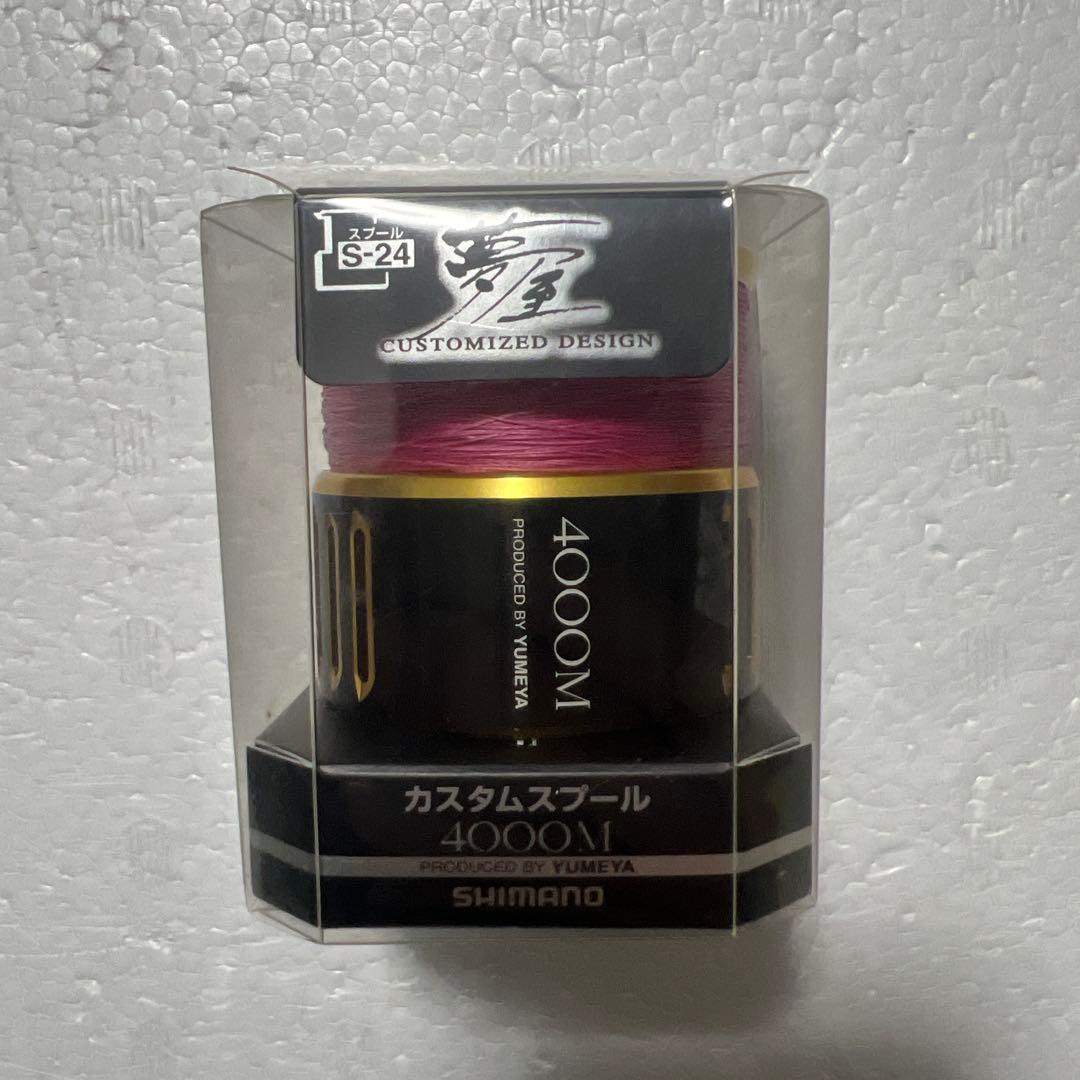 スプール
S-24
夢屋
CUSTOMIZED DESIGN
4000M
PRODUCED BY YUMEYA
カスタムスプール
4000M
PRODUCED BY YUMEYA
SHIMANO